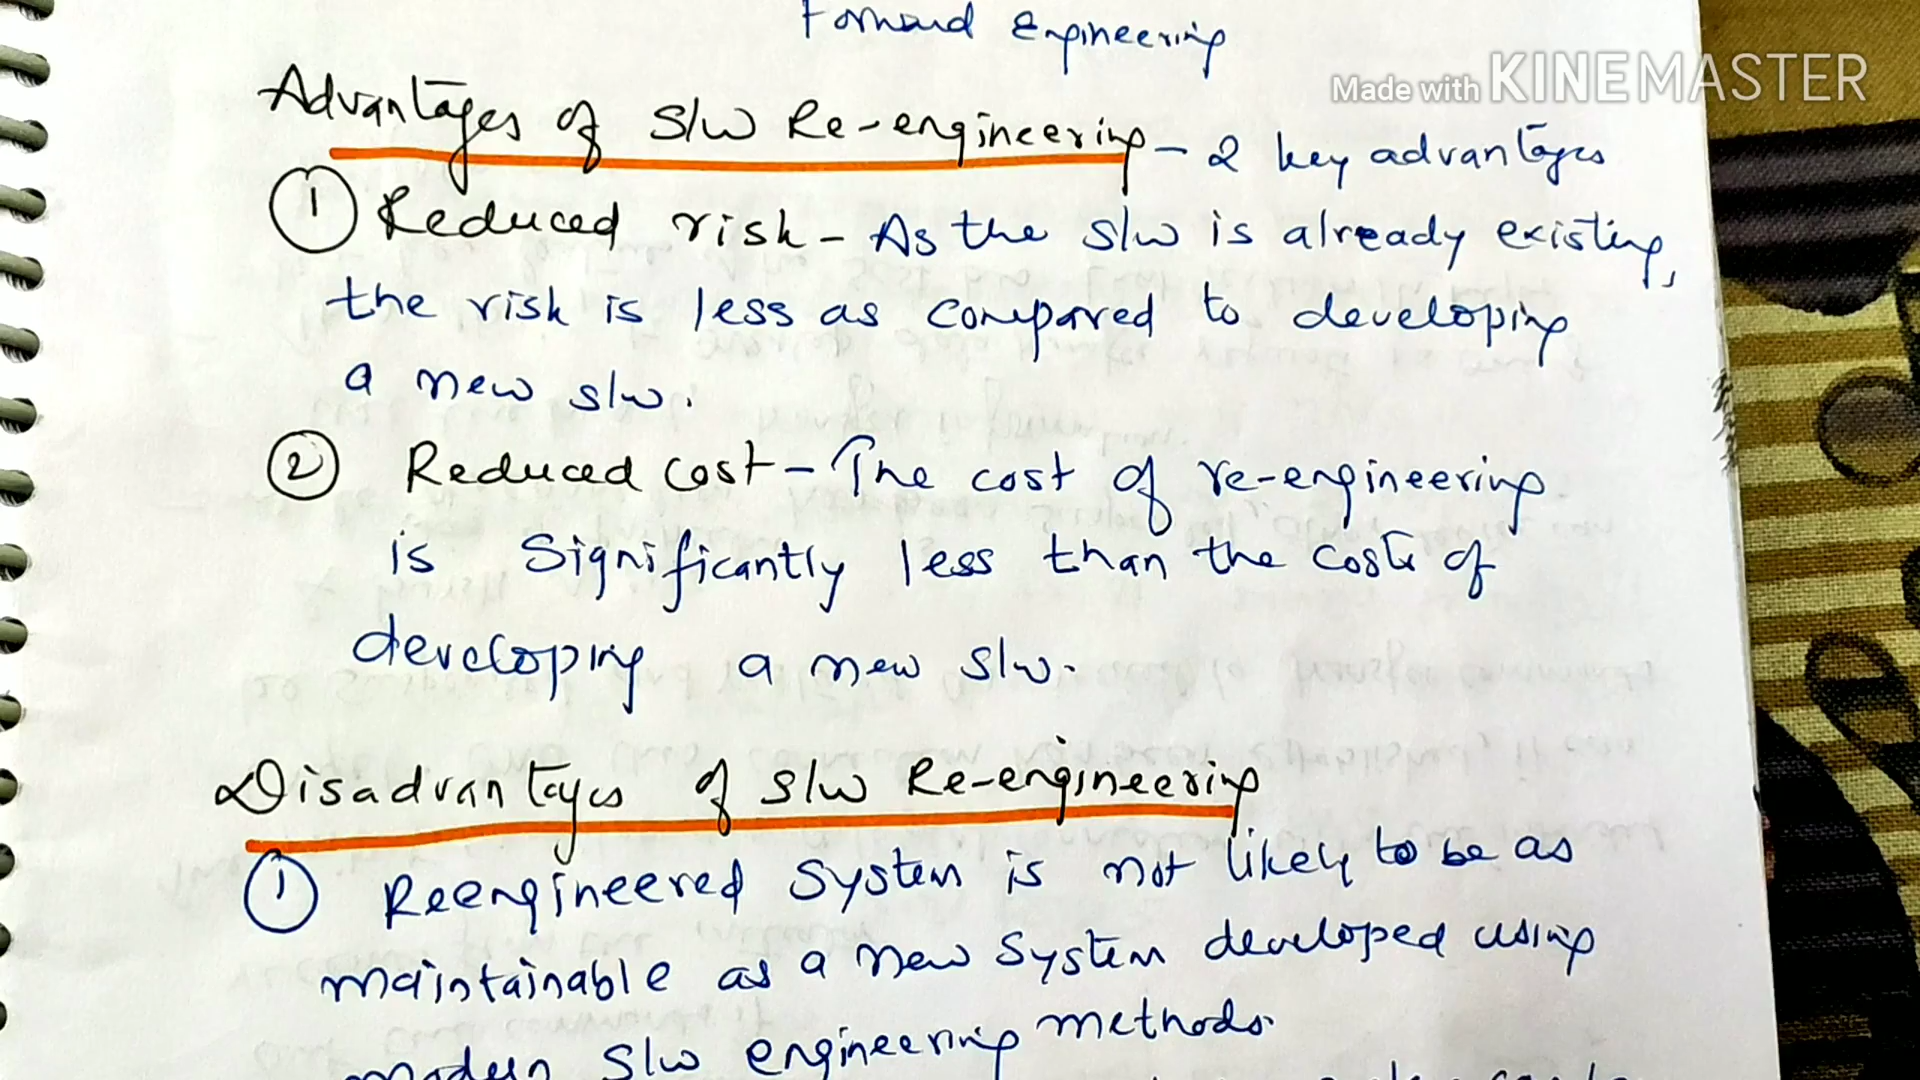 Forward Engineering
Made with KINEMASTER
Advantages of S/w Re-engineering - 2 key advantages
① Reduced risk - As the s/w is already existing,
the risk is less as compared to developing
a new s/w.
② Reduced cost - The cost of re-engineering
is significantly less than the costs of
developing a new s/w.
Disadvantages of s/w Re-engineering
① Reengineered System is not likely to be as
maintainable as a new System developed using
modern s/w engineering methods.